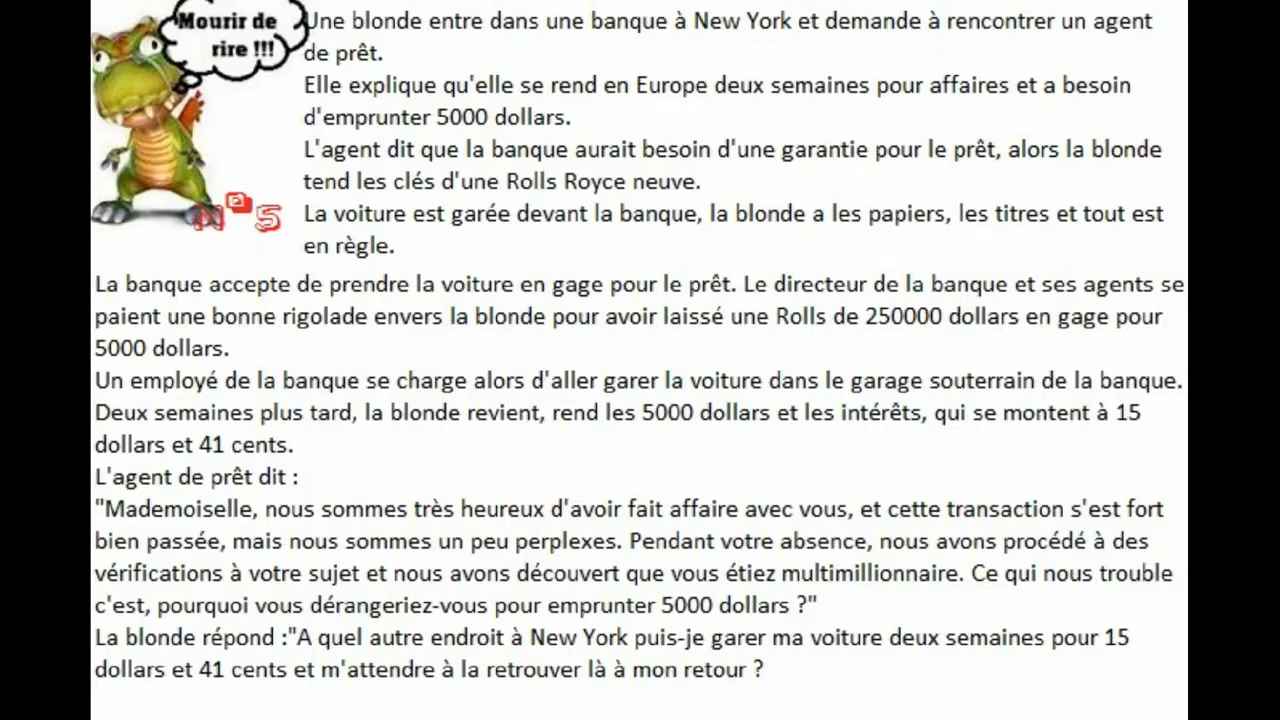 Mourir de
rire !!!
N°5
Une blonde entre dans une banque à New York et demande à rencontrer un agent
de prêt.
Elle explique qu'elle se rend en Europe deux semaines pour affaires et a besoin
d'emprunter 5000 dollars.
L'agent dit que la banque aurait besoin d'une garantie pour le prêt, alors la blonde
tend les clés d'une Rolls Royce neuve.
La voiture est garée devant la banque, la blonde a les papiers, les titres et tout est
en règle.
La banque accepte de prendre la voiture en gage pour le prêt. Le directeur de la banque et ses agents se
paient une bonne rigolade envers la blonde pour avoir laissé une Rolls de 250000 dollars en gage pour
5000 dollars.
Un employé de la banque se charge alors d'aller garer la voiture dans le garage souterrain de la banque.
Deux semaines plus tard, la blonde revient, rend les 5000 dollars et les intérêts, qui se montent à 15
dollars et 41 cents.
L'agent de prêt dit :
"Mademoiselle, nous sommes très heureux d'avoir fait affaire avec vous, et cette transaction s'est fort
bien passée, mais nous sommes un peu perplexes. Pendant votre absence, nous avons procédé à des
vérifications à votre sujet et nous avons découvert que vous étiez multimillionnaire. Ce qui nous trouble
c'est, pourquoi vous dérangeriez-vous pour emprunter 5000 dollars ?"
La blonde répond :"A quel autre endroit à New York puis-je garer ma voiture deux semaines pour 15
dollars et 41 cents et m'attendre à la retrouver là à mon retour ?